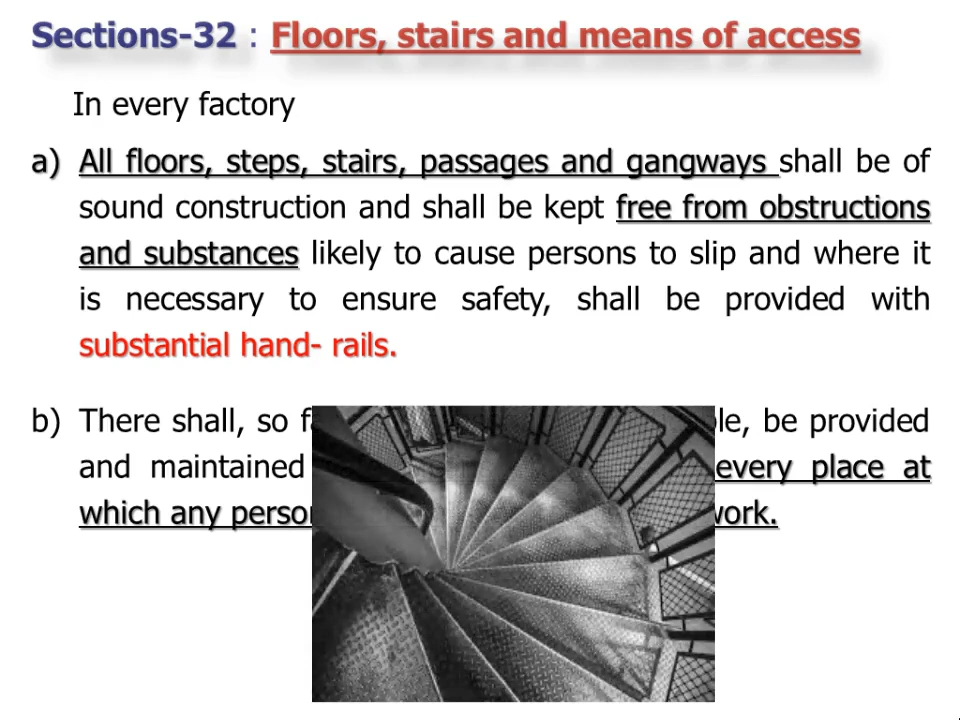 Sections-32 : Floors, stairs and means of access
In every factory
a) All floors, steps, stairs, passages and gangways shall be of
sound construction and shall be kept free from obstructions
and substances likely to cause persons to slip and where it
is necessary to ensure safety, shall be provided with
substantial hand- rails.
b) There shall, so be provided
and maintained every place at
which any work.